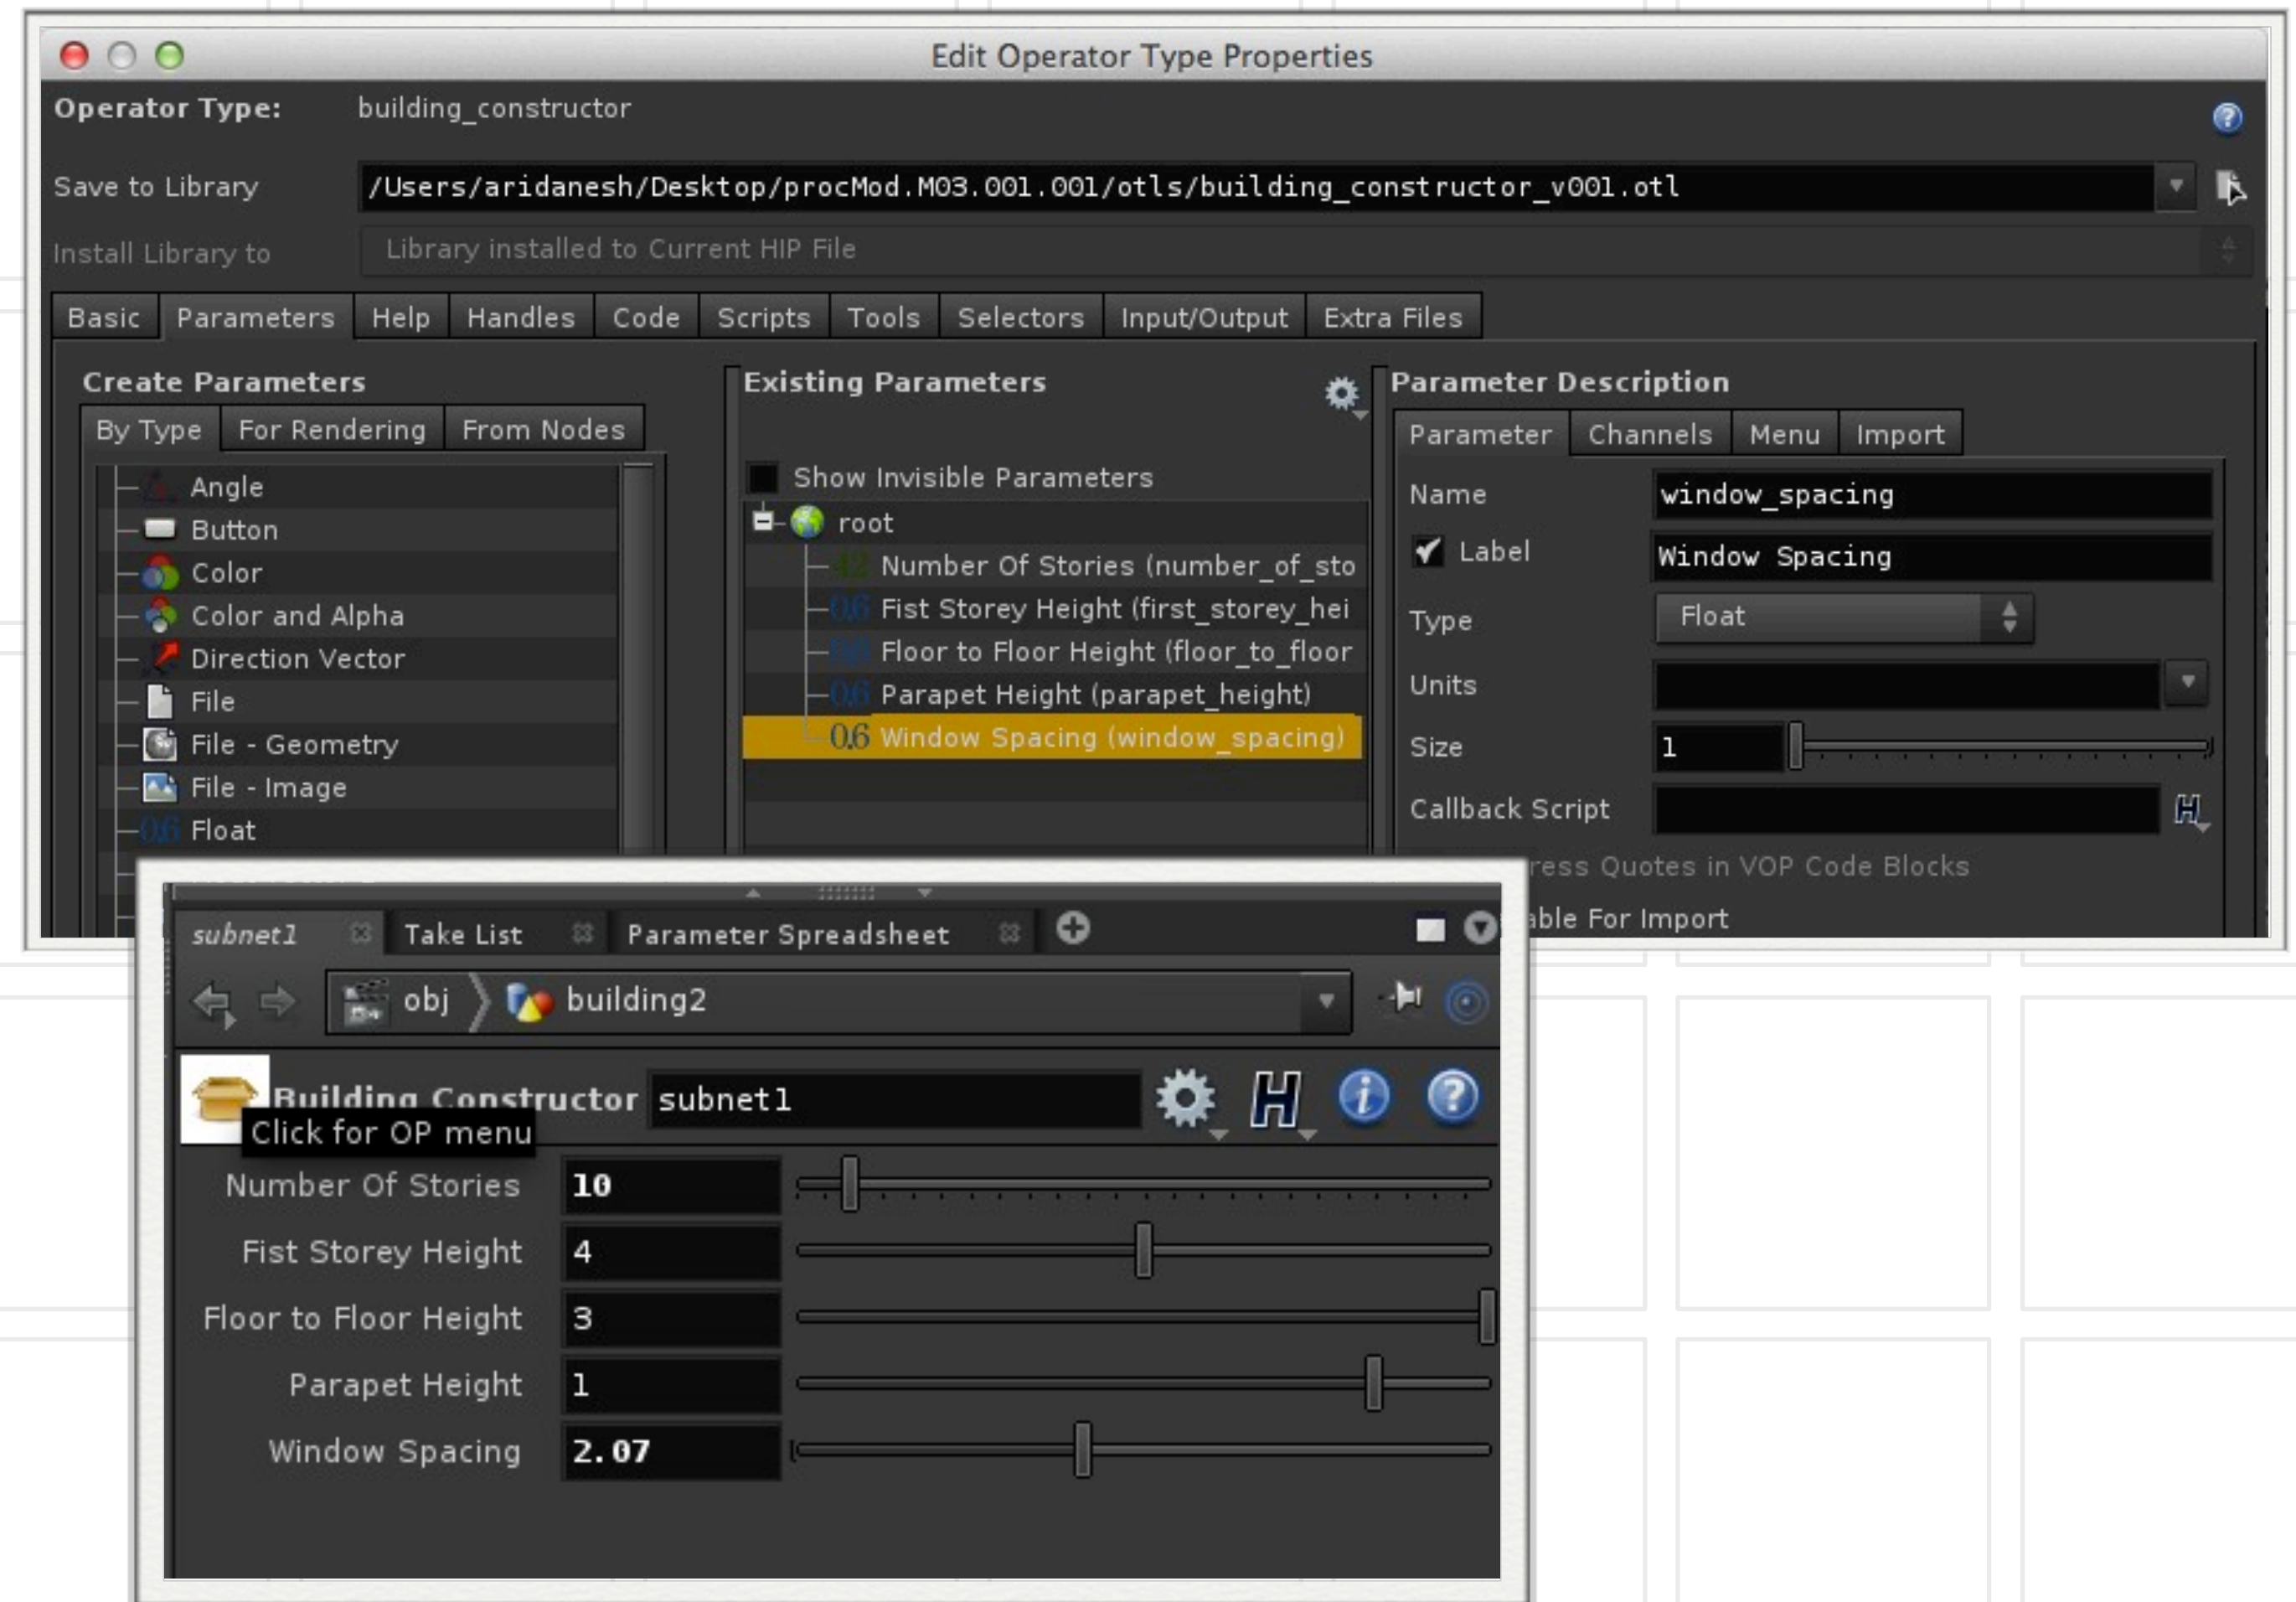 Edit Operator Type Properties
Operator Type: building_constructor
Save to Library /Users/aridanesh/Desktop/procMod.M03.001.001/otls/building_constructor_v001.otl
Install Library to Library installed to Current HIP File
Basic Parameters Help Handles Code Scripts Tools Selectors Input/Output Extra Files
Create Parameters
By Type For Rendering From Nodes
Angle
Button
Color
Color and Alpha
Direction Vector
File
File - Geometry
File - Image
0.6 Float
Existing Parameters
Show Invisible Parameters
root
12 Number Of Stories (number_of_sto
0.6 Fist Storey Height (first_storey_hei
Floor to Floor Height (floor_to_floor
0.6 Parapet Height (parapet_height)
0.6 Window Spacing (window_spacing)
Parameter Description
Parameter Channels Menu Import
Name window_spacing
Label Window Spacing
Type Float
Units
Size 1
Callback Script H
ress Quotes in VOP Code Blocks
able For Import
subnet1 Take List Parameter Spreadsheet
obj building2
Building Constructor subnet1 H i ?
Click for OP menu
Number Of Stories 10
Fist Storey Height 4
Floor to Floor Height 3
Parapet Height 1
Window Spacing 2.07